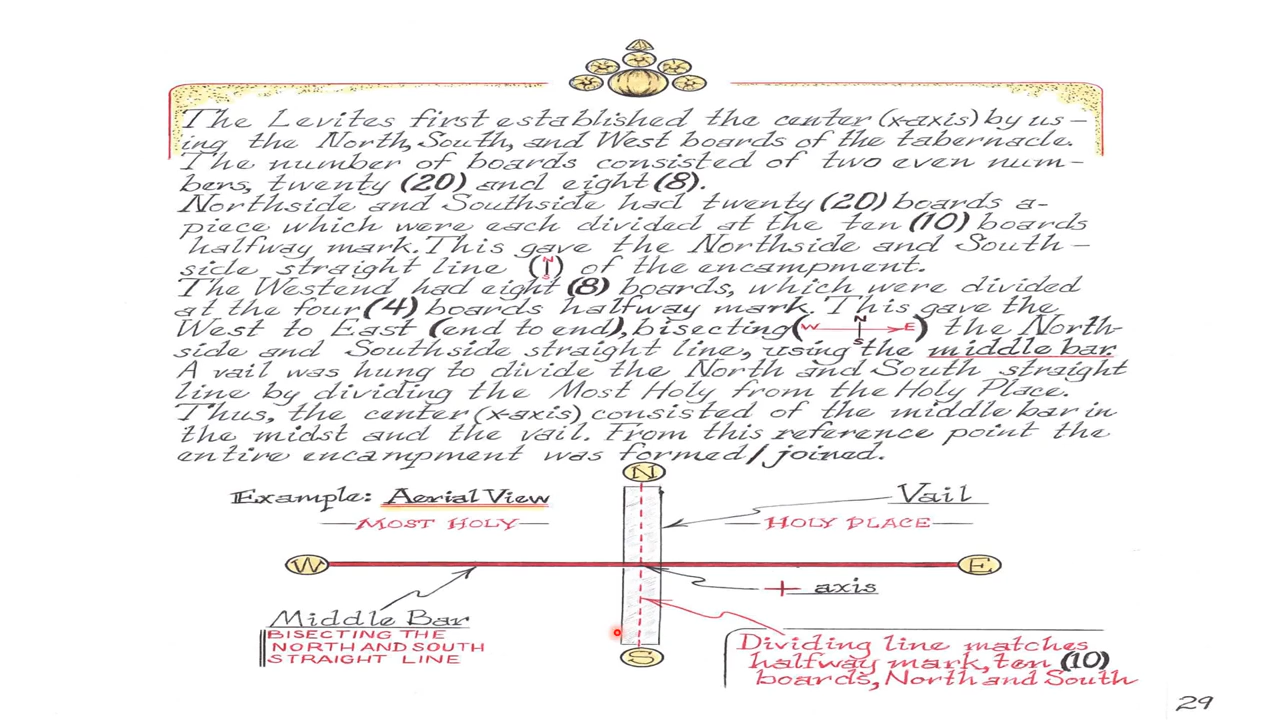 The Levites first established the center (x-axis) by us-
ing the North, South, and West boards of the tabernacle.
The number of boards consisted of two even num-
bers, twenty (20) and eight (8).
Northside and Southside had twenty (20) boards a-
piece which were each divided at the ten (10) boards
halfway mark. This gave the Northside and South-
side straight line (N S) of the encampment.
The Westend had eight (8) boards, which were divided
at the four (4) boards halfway mark. This gave the
West to East (end to end), bisecting (W N S E) the North-
side and Southside straight line, using the middle bar.
A vail was hung to divide the North and South straight
line by dividing the Most Holy from the Holy Place.
Thus, the center (x-axis) consisted of the middle bar in
the midst and the vail. From this reference point the
entire encampment was formed/joined.
N
Example: Aerial View
Vail
MOST HOLY
HOLY PLACE
W
E
+ axis
Middle Bar
BISECTING THE
NORTH AND SOUTH
STRAIGHT LINE
S
Dividing line matches
halfway mark, ten (10)
boards, North and South
29